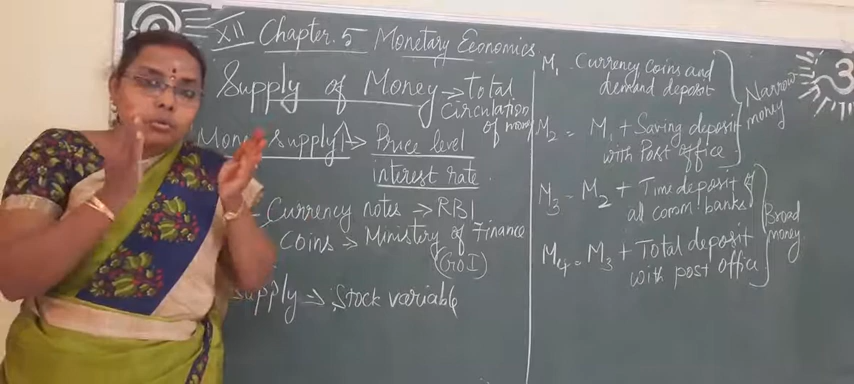 XII Chapter. 5 Monetary Economics
Supply of Money → Total
Circulation
of money
Money Supply ↑ → Price level
interest rate.
Currency notes → RBI
Coins → Ministry of Finance
(GOI)
Supply → Stock variable
M1 - Currency Coins and
demand deposit
M2 = M1 + Saving deposit
with Post office
Narrow
money
M3 - M2 + Time deposit of
all comm. banks
M4 = M3 + Total deposit
with post office
Broad
money
3